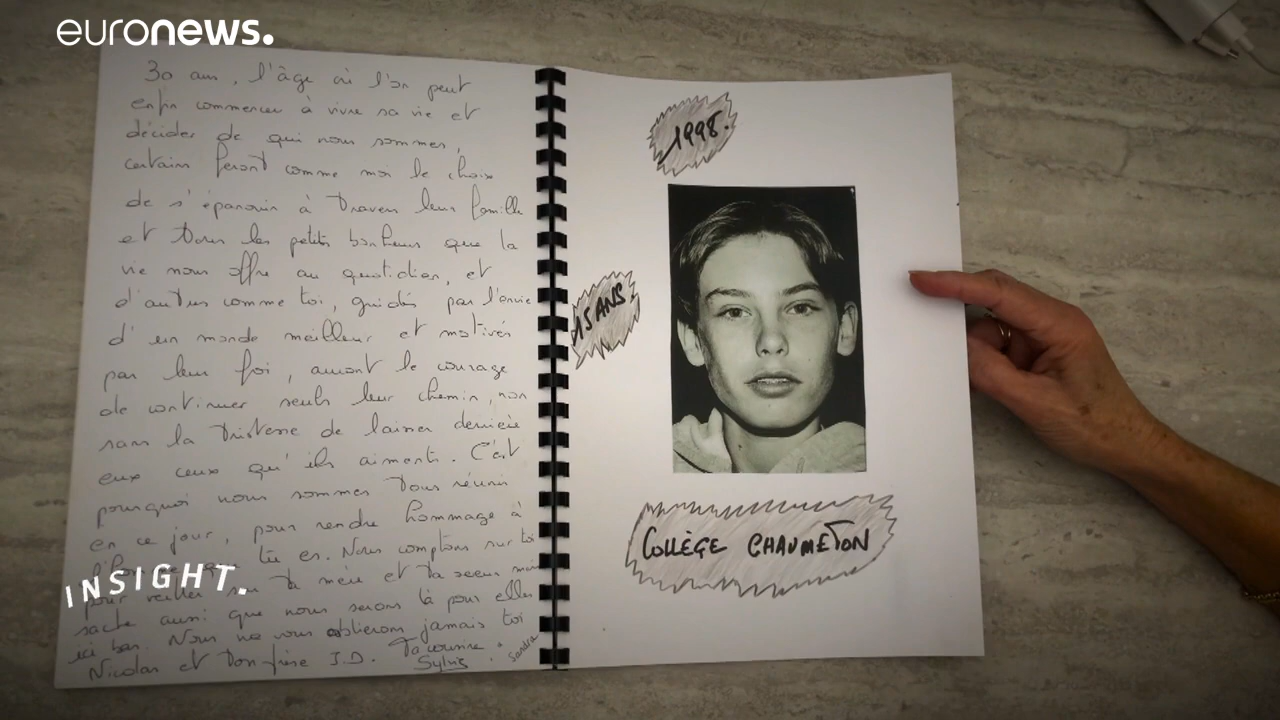 euronews.
30 ans, l'âge où l'on peut
enfin commencer à vivre sa vie et
décider de qui nous sommes,
certains feront comme moi le choix
de s'épanouir à travers leur famille
et tous les petits bonheurs que la
vie nous offre au quotidien, et
d'autres comme toi, guidés par l'envie
d'un monde meilleur et motivés
par leur foi, auront le courage
de continuer seuls leur chemin, non
sans la tristesse de laisser derrière
eux ceux qu'ils aiments. C'est
pourquoi nous sommes tous réunis
en ce jour, pour rendre hommage à
que tu es. Nous comptons sur toi
pour veiller sur ta mère et ta soeur mais
sache aussi que nous serons là pour elles
ici bas. Nous ne vous oblierons jamais toi
Nicolas et ton frère J.D. Ta cousine
Sylvie
Sandra
INSIGHT.
1998.
15 ANS
COLLÈGE CHAUMETON